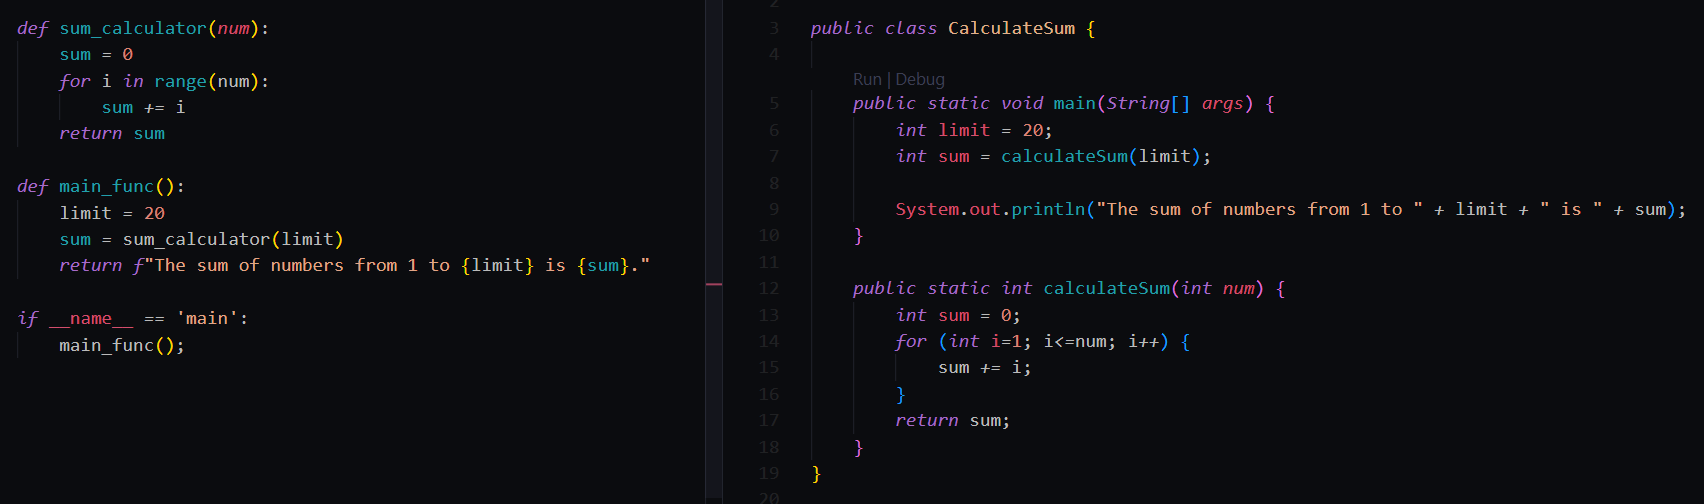 def sum_calculator(num):
    sum = 0
    for i in range(num):
        sum += i
    return sum

def main_func():
    limit = 20
    sum = sum_calculator(limit)
    return f"The sum of numbers from 1 to {limit} is {sum}."

if __name__ == 'main':
    main_func();

2
3 public class CalculateSum {
4
Run | Debug
5     public static void main(String[] args) {
6         int limit = 20;
7         int sum = calculateSum(limit);
8
9         System.out.println("The sum of numbers from 1 to " + limit + " is " + sum);
10     }
11
12     public static int calculateSum(int num) {
13         int sum = 0;
14         for (int i=1; i<=num; i++) {
15             sum += i;
16         }
17         return sum;
18     }
19 }
20